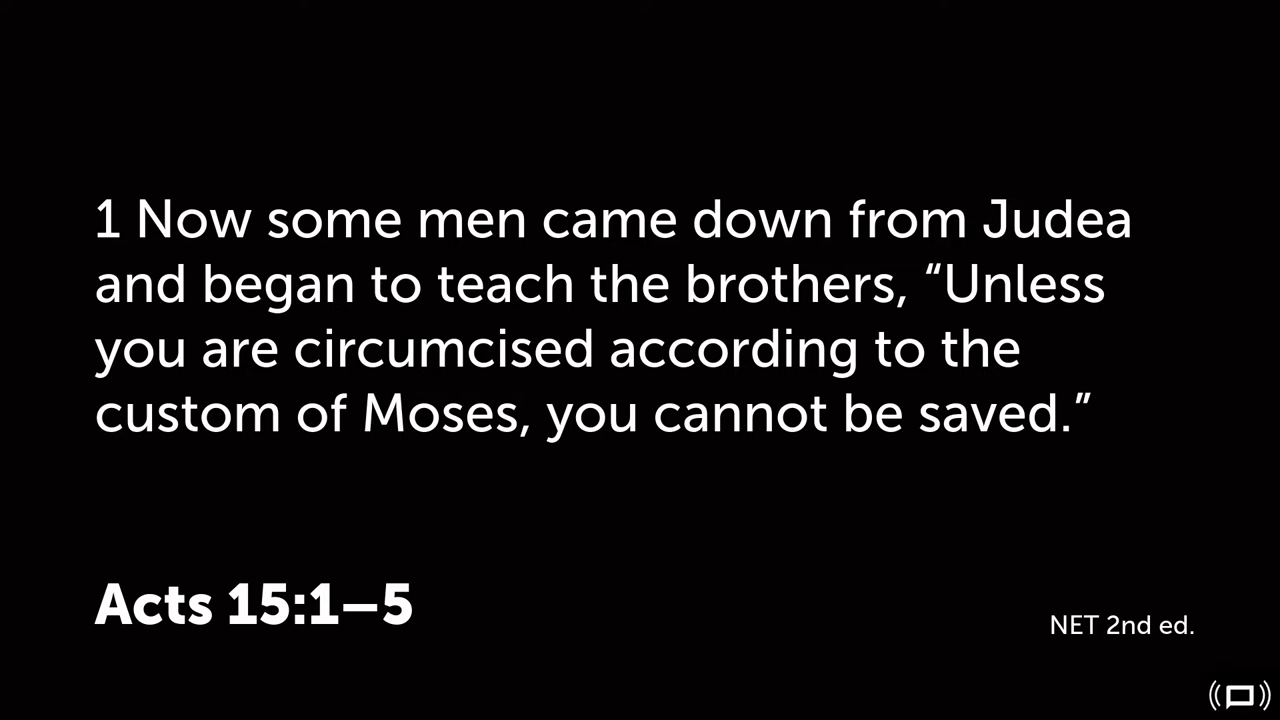 1 Now some men came down from Judea
and began to teach the brothers, “Unless
you are circumcised according to the
custom of Moses, you cannot be saved.”
Acts 15:1–5
NET 2nd ed.